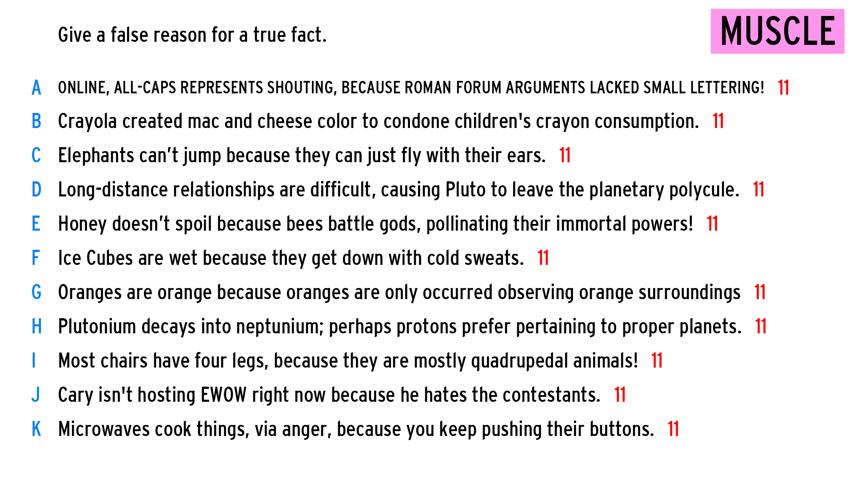 Give a false reason for a true fact.
MUSCLE
A ONLINE, ALL-CAPS REPRESENTS SHOUTING, BECAUSE ROMAN FORUM ARGUMENTS LACKED SMALL LETTERING! 11
B Crayola created mac and cheese color to condone children's crayon consumption. 11
C Elephants can’t jump because they can just fly with their ears. 11
D Long-distance relationships are difficult, causing Pluto to leave the planetary polycule. 11
E Honey doesn’t spoil because bees battle gods, pollinating their immortal powers! 11
F Ice Cubes are wet because they get down with cold sweats. 11
G Oranges are orange because oranges are only occurred observing orange surroundings 11
H Plutonium decays into neptunium; perhaps protons prefer pertaining to proper planets. 11
I Most chairs have four legs, because they are mostly quadrupedal animals! 11
J Cary isn't hosting EWOW right now because he hates the contestants. 11
K Microwaves cook things, via anger, because you keep pushing their buttons. 11